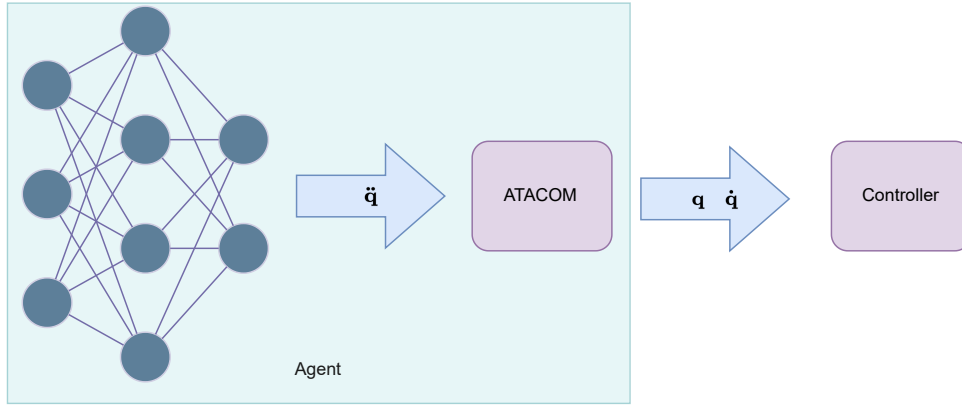 q̈
ATACOM
q q̇
Controller
Agent